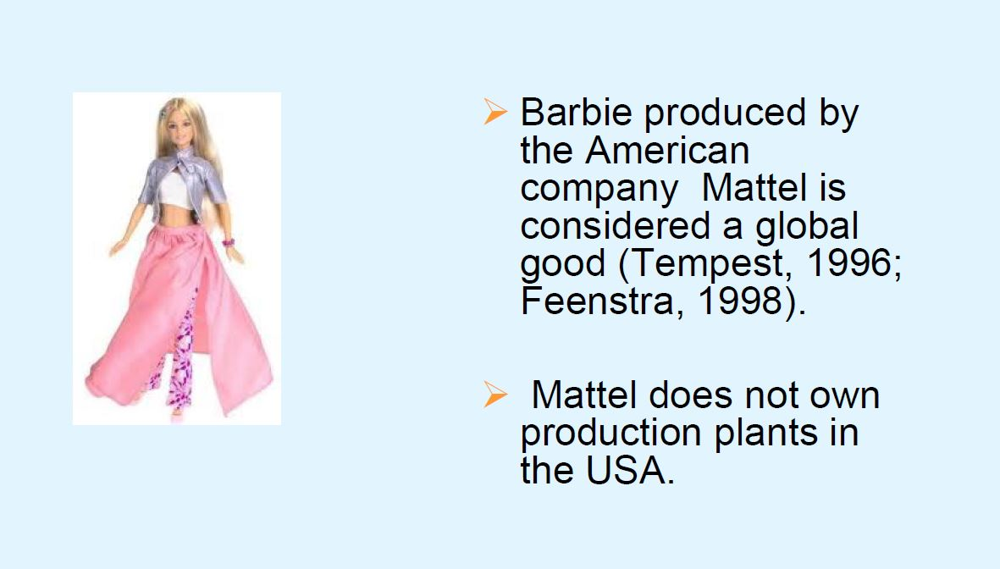 Barbie produced by
the American
company  Mattel is
considered a global
good (Tempest, 1996;
Feenstra, 1998).
Mattel does not own
production plants in
the USA.